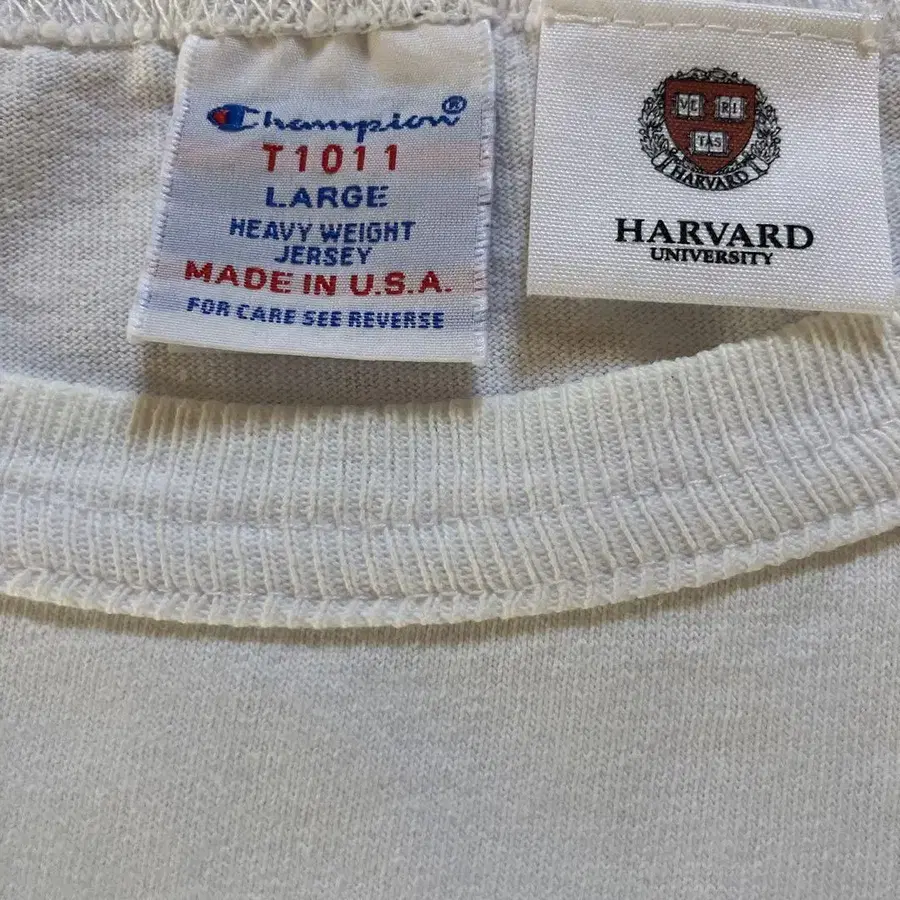 Champion®
T1011
LARGE
HEAVY WEIGHT
JERSEY
MADE IN U.S.A.
FOR CARE SEE REVERSE
VE RI
TAS
HARVARD
HARVARD
UNIVERSITY